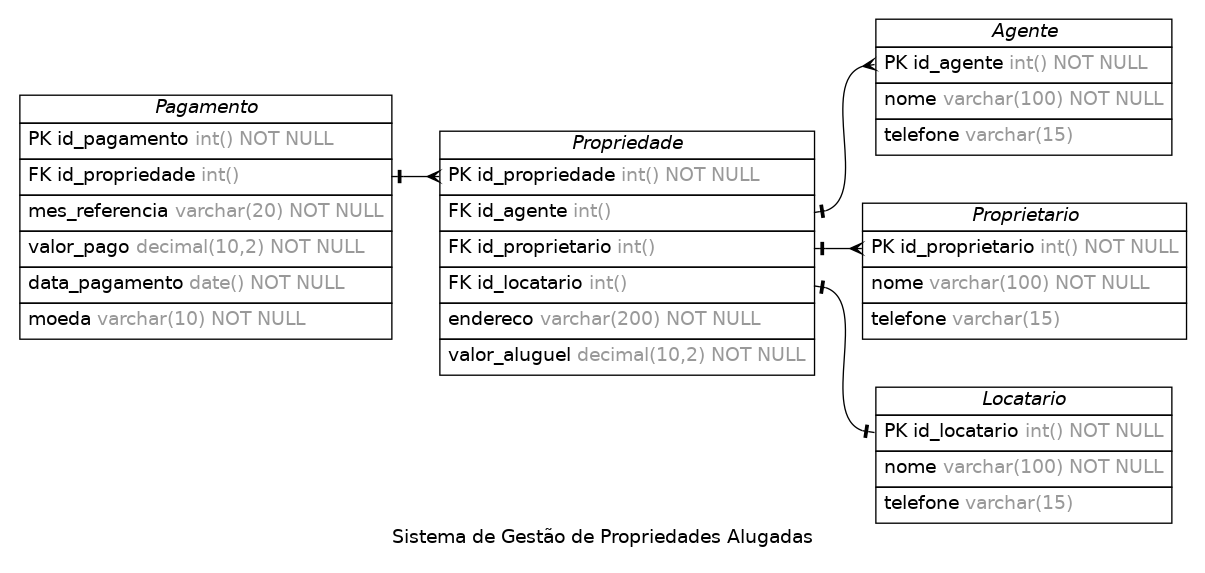 Pagamento
PK id_pagamento int() NOT NULL
FK id_propriedade int()
mes_referencia varchar(20) NOT NULL
valor_pago decimal(10,2) NOT NULL
data_pagamento date() NOT NULL
moeda varchar(10) NOT NULL
Propriedade
PK id_propriedade int() NOT NULL
FK id_agente int()
FK id_proprietario int()
FK id_locatario int()
endereco varchar(200) NOT NULL
valor_aluguel decimal(10,2) NOT NULL
Agente
PK id_agente int() NOT NULL
nome varchar(100) NOT NULL
telefone varchar(15)
Proprietario
PK id_proprietario int() NOT NULL
nome varchar(100) NOT NULL
telefone varchar(15)
Locatario
PK id_locatario int() NOT NULL
nome varchar(100) NOT NULL
telefone varchar(15)
Sistema de Gestão de Propriedades Alugadas